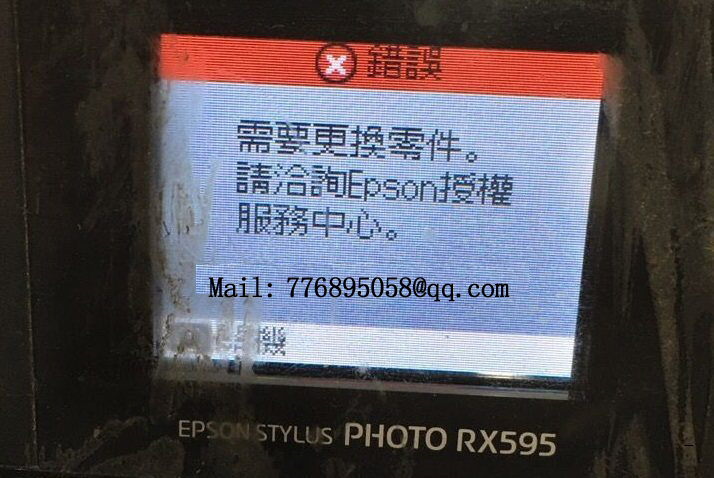 錯誤
需要更換零件。
請洽詢Epson授權
服務中心。
Mail: 776895058@qq.com
機
EPSON STYLUS PHOTO RX595